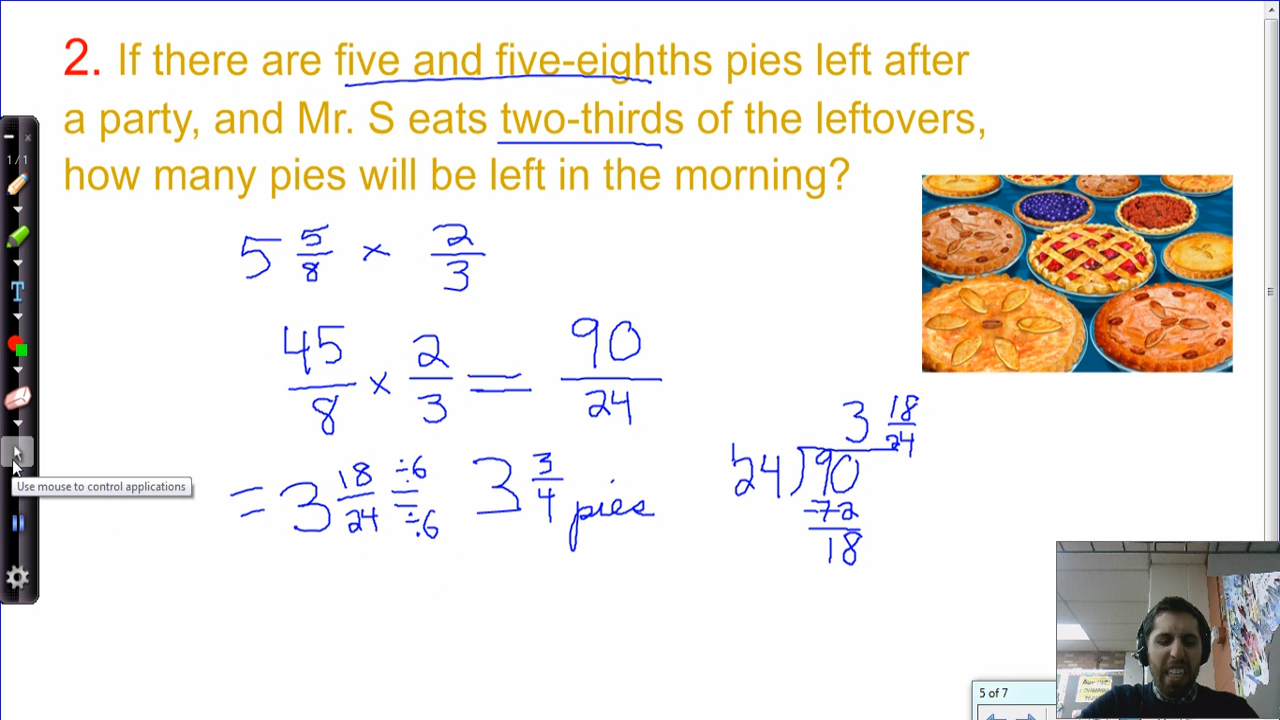 2. If there are five and five-eighths pies left after
a party, and Mr. S eats two-thirds of the leftovers,
how many pies will be left in the morning?
5 5/8 × 2/3
45/8 × 2/3 = 90/24
= 3 18/24 ÷6/÷6 = 3 3/4 pies
3 18/24
24)90
-72
18
1 / 1
T
Use mouse to control applications
5 of 7